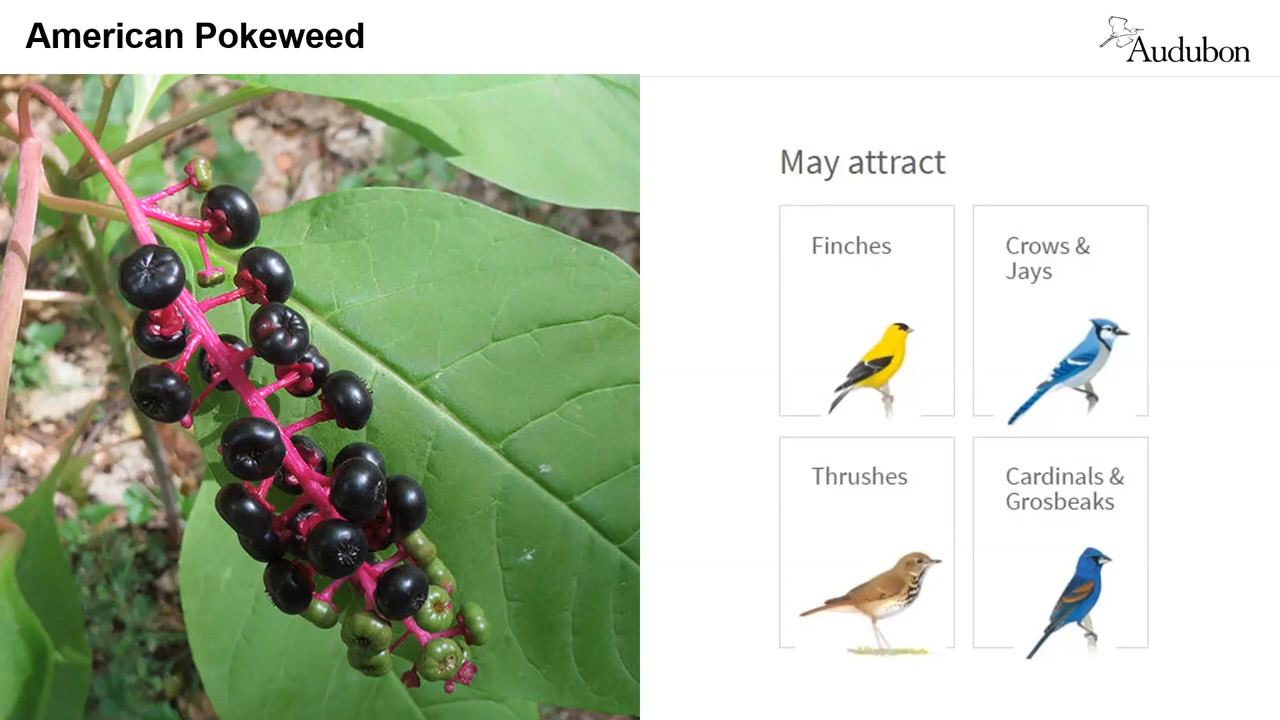 American Pokeweed
Audubon
May attract
Finches
Crows &
Jays
Thrushes
Cardinals &
Grosbeaks